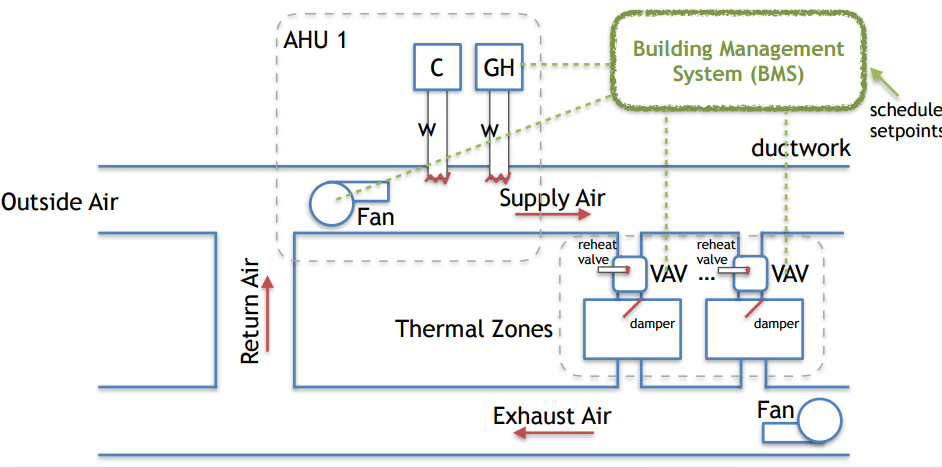 AHU 1
C
GH
Building Management
System (BMS)
schedule
setpoints
W
W
ductwork
Outside Air
Fan
Supply Air
reheat
valve
VAV
...
reheat
valve
VAV
Return Air
Thermal Zones
damper
damper
Exhaust Air
Fan